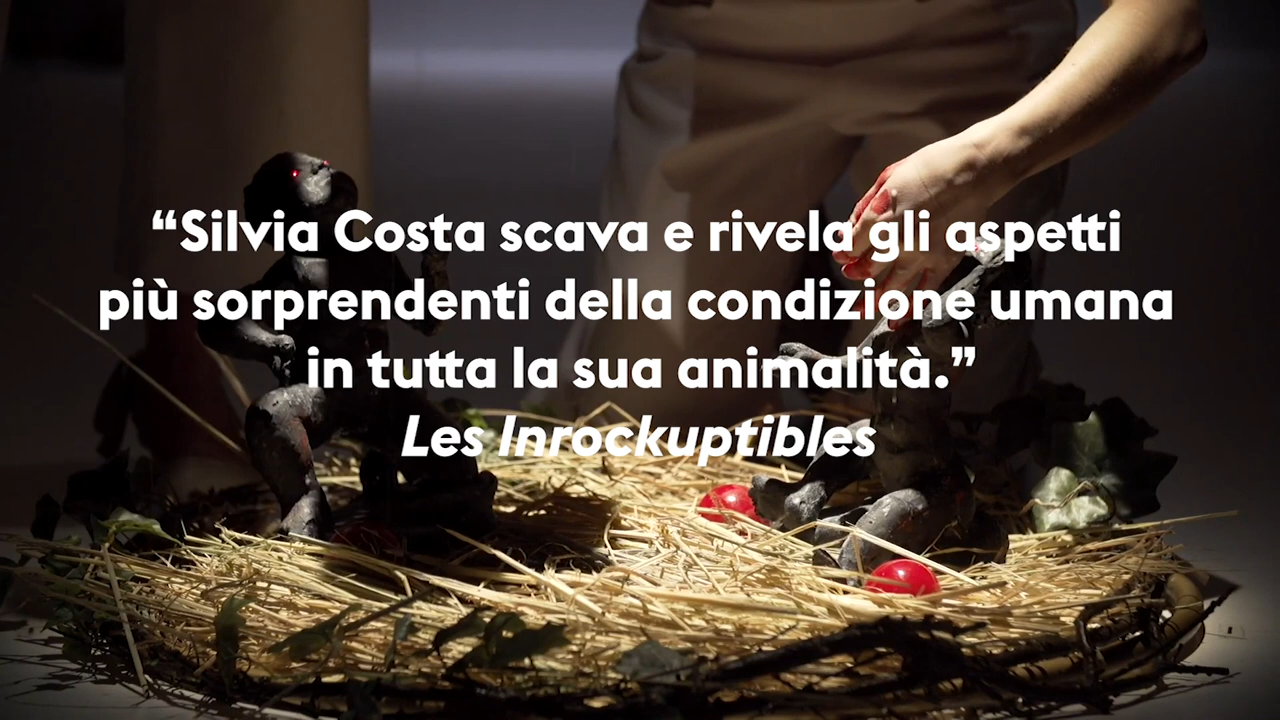 “Silvia Costa scava e rivela gli aspetti
più sorprendenti della condizione umana
in tutta la sua animalità.”
Les Inrockuptibles